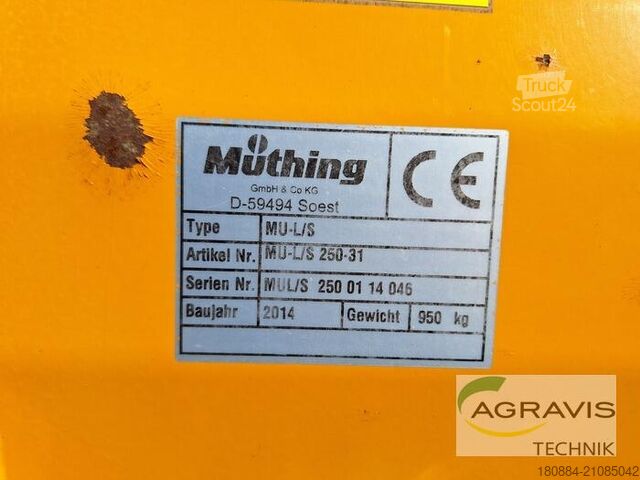 Truck
Scout24
Müthing
GmbH & Co KG
D-59494 Soest
CE
Type MU-L/S
Artikel Nr. MU-L/S 250-31
Serien Nr. MUL/S 250 01 14 046
Baujahr 2014 Gewicht 950 kg
AGRAVIS
TECHNIK
180884-21085042